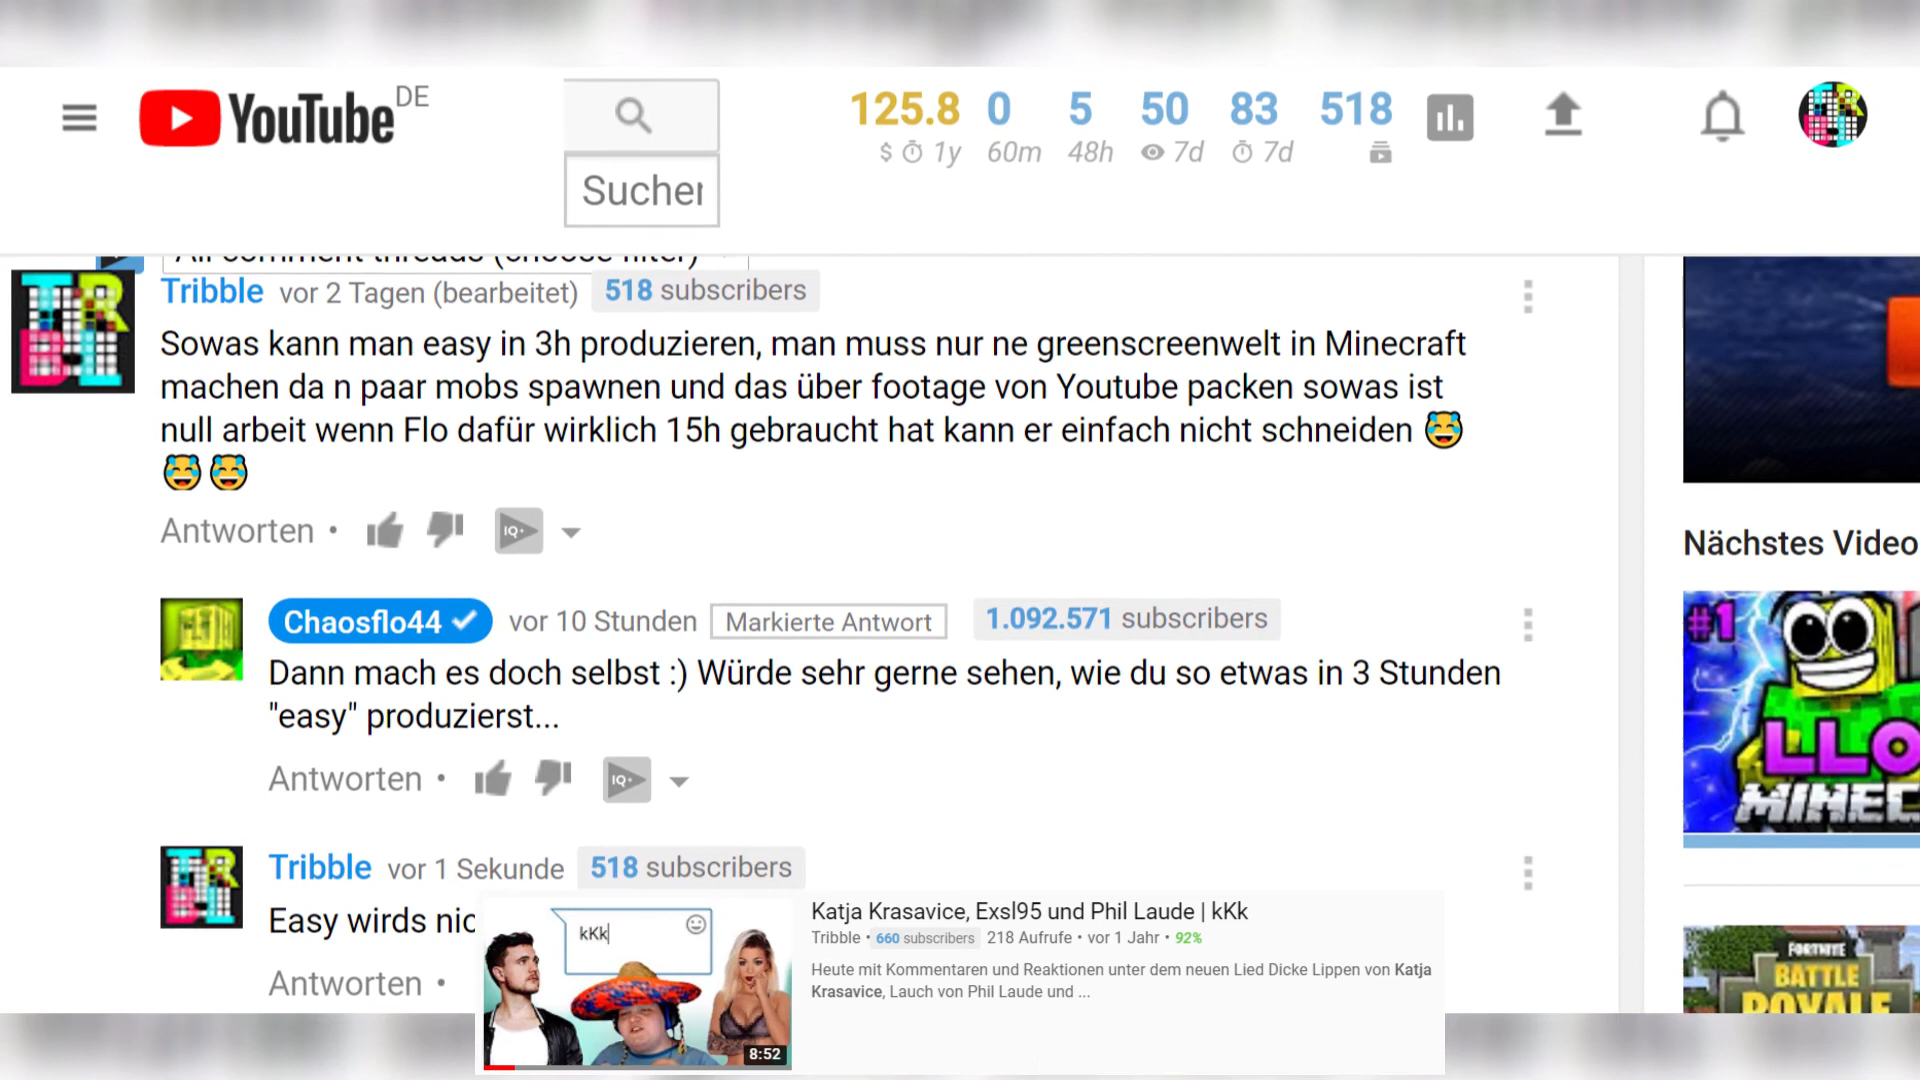 YouTube DE
125.8 0 5 50 83 518
$ 1y 60m 48h 7d 7d
Tribble vor 2 Tagen (bearbeitet) 518 subscribers
Sowas kann man easy in 3h produzieren, man muss nur ne greenscreenwelt in Minecraft
machen da n paar mobs spawnen und das über footage von Youtube packen sowas ist
null arbeit wenn Flo dafür wirklich 15h gebraucht hat kann er einfach nicht schneiden 😂
😂 😂
Antworten •
IQ+
Chaosflo44 vor 10 Stunden Markierte Antwort 1.092.571 subscribers
Dann mach es doch selbst :) Würde sehr gerne sehen, wie du so etwas in 3 Stunden
"easy" produzierst...
Antworten •
IQ+
Tribble vor 1 Sekunde 518 subscribers
Easy wirds
Antworten •
kKk
8:52
Katja Krasavice, Exsl95 und Phil Laude | kKk
Tribble • 660 subscribers 218 Aufrufe • vor 1 Jahr • 92%
Heute mit Kommentaren und Reaktionen unter dem neuen Lied Dicke Lippen von Katja
Krasavice, Lauch von Phil Laude und ...
Nächstes Video
#1
FORTNITE
BATTLE
ROYALE